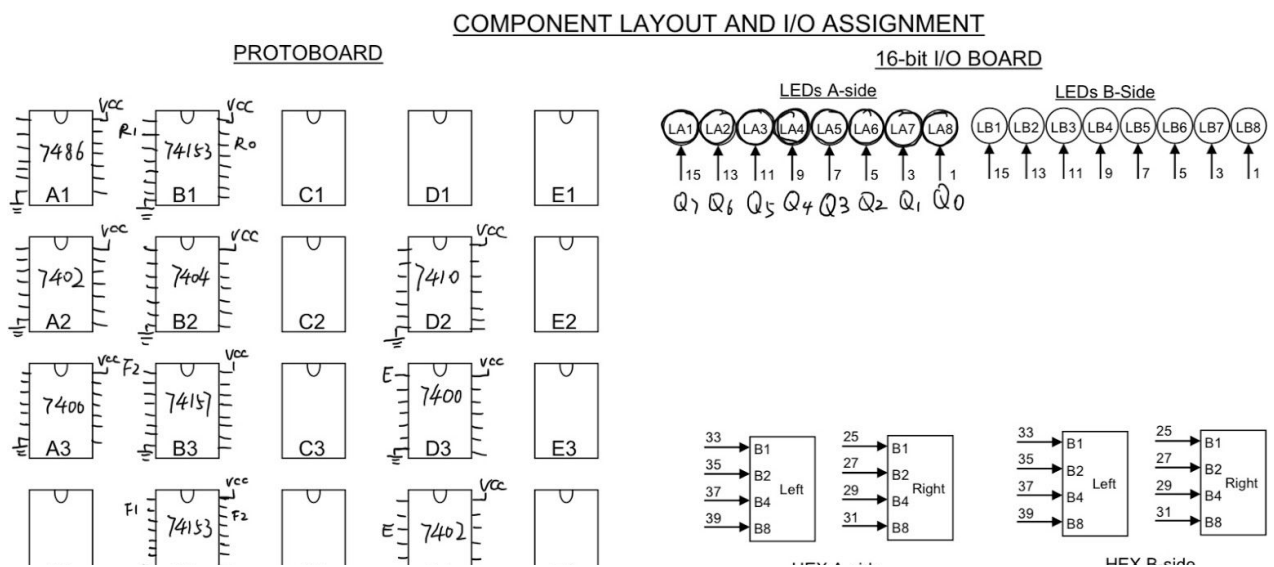 COMPONENT LAYOUT AND I/O ASSIGNMENT
PROTOBOARD
16-bit I/O BOARD
LEDs A-side
LEDs B-Side
LA1 LA2 LA3 LA4 LA5 LA6 LA7 LA8
LB1 LB2 LB3 LB4 LB5 LB6 LB7 LB8
15 13 11 9 7 5 3 1
15 13 11 9 7 5 3 1
Q7 Q6 Q5 Q4 Q3 Q2 Q1 Q0
VCC VCC
7486 R1 74153 R0
A1 B1 C1 D1 E1
VCC VCC VCC
7402 7404 7410
A2 B2 C2 D2 E2
VCC F2 VCC E VCC
7400 74157 7400
A3 B3 C3 D3 E3
VCC VCC
F1 74153 F2 E 7402
33 B1
35 B2
37 B4
39 B8
Left
25 B1
27 B2
29 B4
31 B8
Right
33 B1
35 B2
37 B4
39 B8
Left
25 B1
27 B2
29 B4
31 B8
Right
HEX A-side
HEX B-side